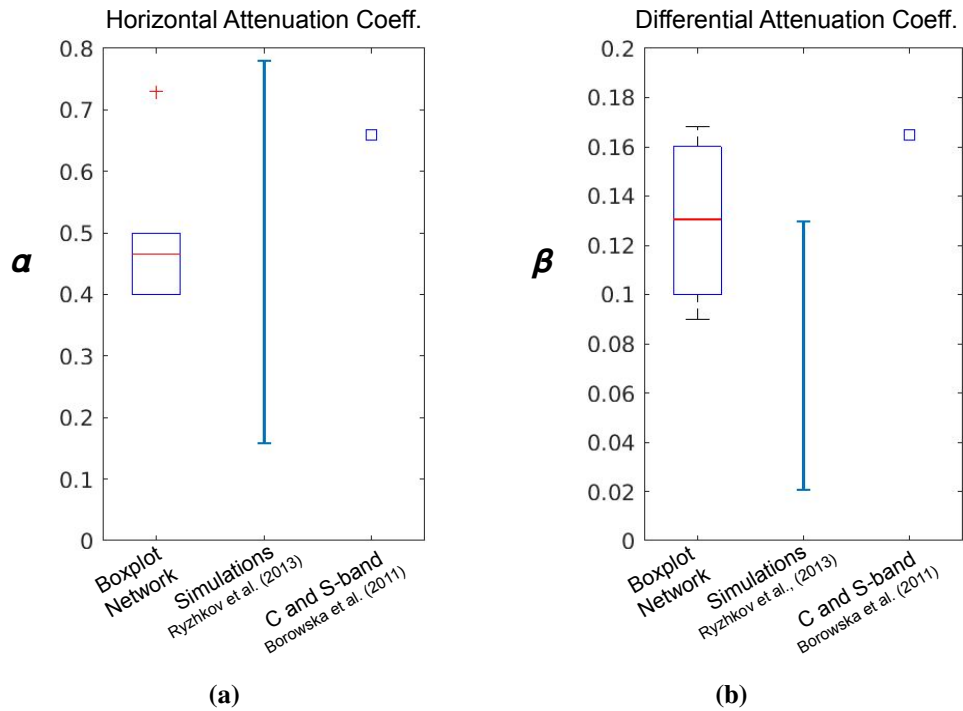 Horizontal Attenuation Coeff.
0.8
0.7
0.6
0.5
0.4
0.3
0.2
0.1
0
α
Boxplot
Network
Simulations
Ryzhkov et al. (2013)
C and S-band
Borowska et al. (2011)
(a)
Differential Attenuation Coeff.
0.2
0.18
0.16
0.14
0.12
0.1
0.08
0.06
0.04
0.02
0
β
Boxplot
Network
Simulations
Ryzhkov et al., (2013)
C and S-band
Borowska et al. (2011)
(b)